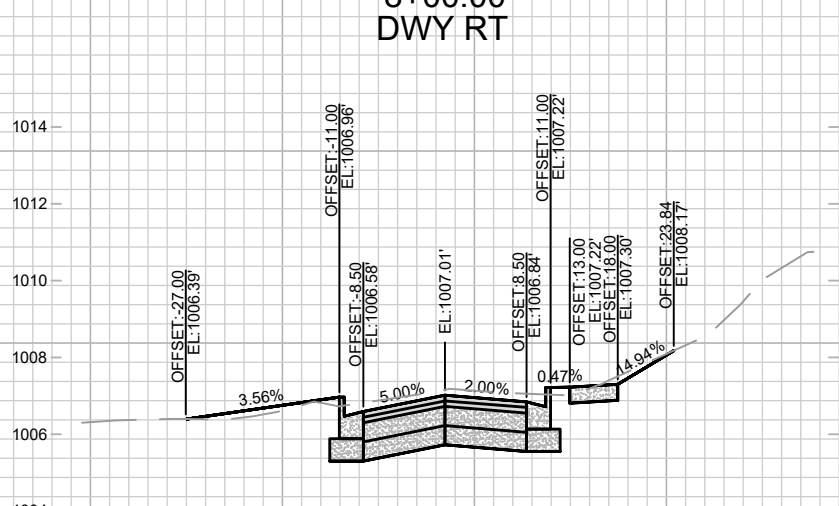 DWY RT
1014
1012
1010
1008
1006
OFFSET:-27.00
EL:1006.39'
OFFSET:-11.00
EL:1006.96'
OFFSET:-8.50
EL:1006.58'
EL:1007.01'
OFFSET:8.50
EL:1006.84'
OFFSET:11.00
EL:1007.22'
OFFSET:13.00
EL:1007.22'
OFFSET:18.00
EL:1007.30'
OFFSET:23.84
EL:1008.17'
3.56%
5.00%
2.00%
0.47%
14.94%